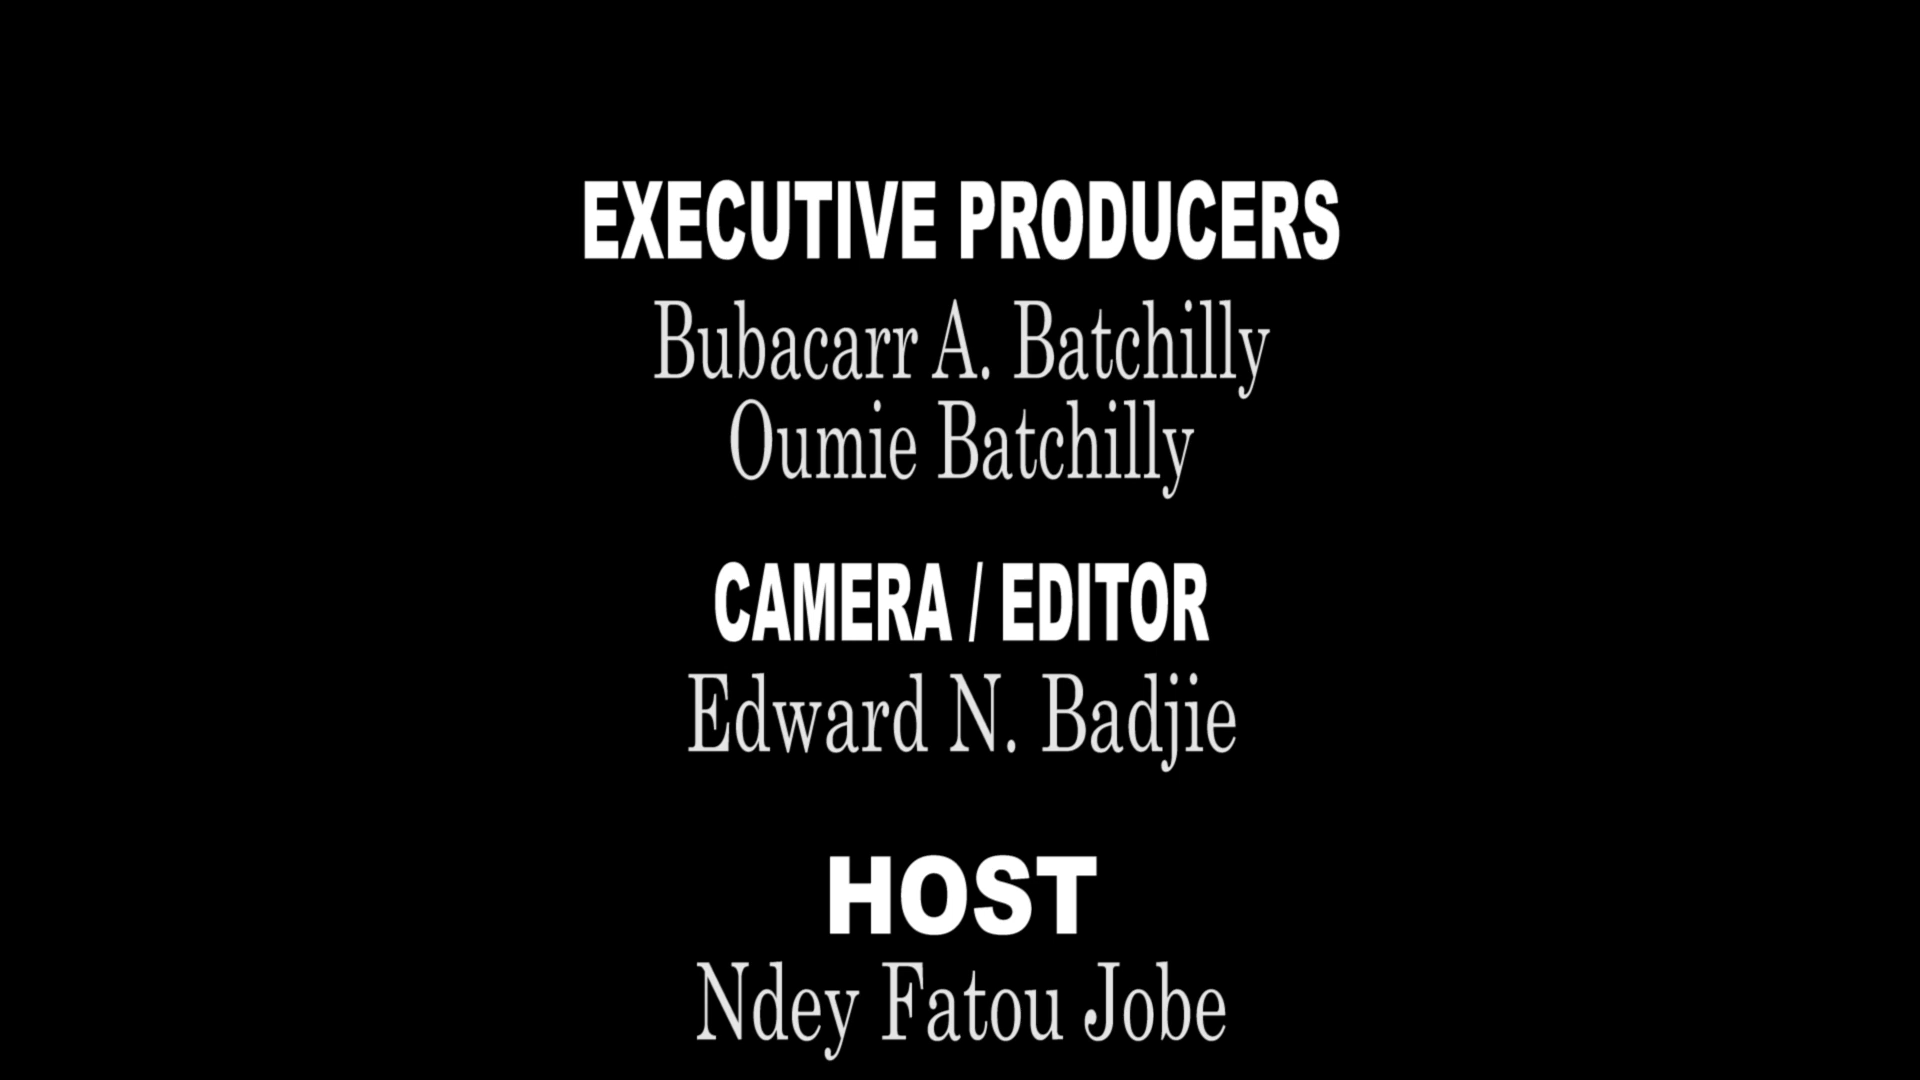 EXECUTIVE PRODUCERS
Bubacarr A. Batchilly
Oumie Batchilly
CAMERA / EDITOR
Edward N. Badjie
HOST
Ndey Fatou Jobe